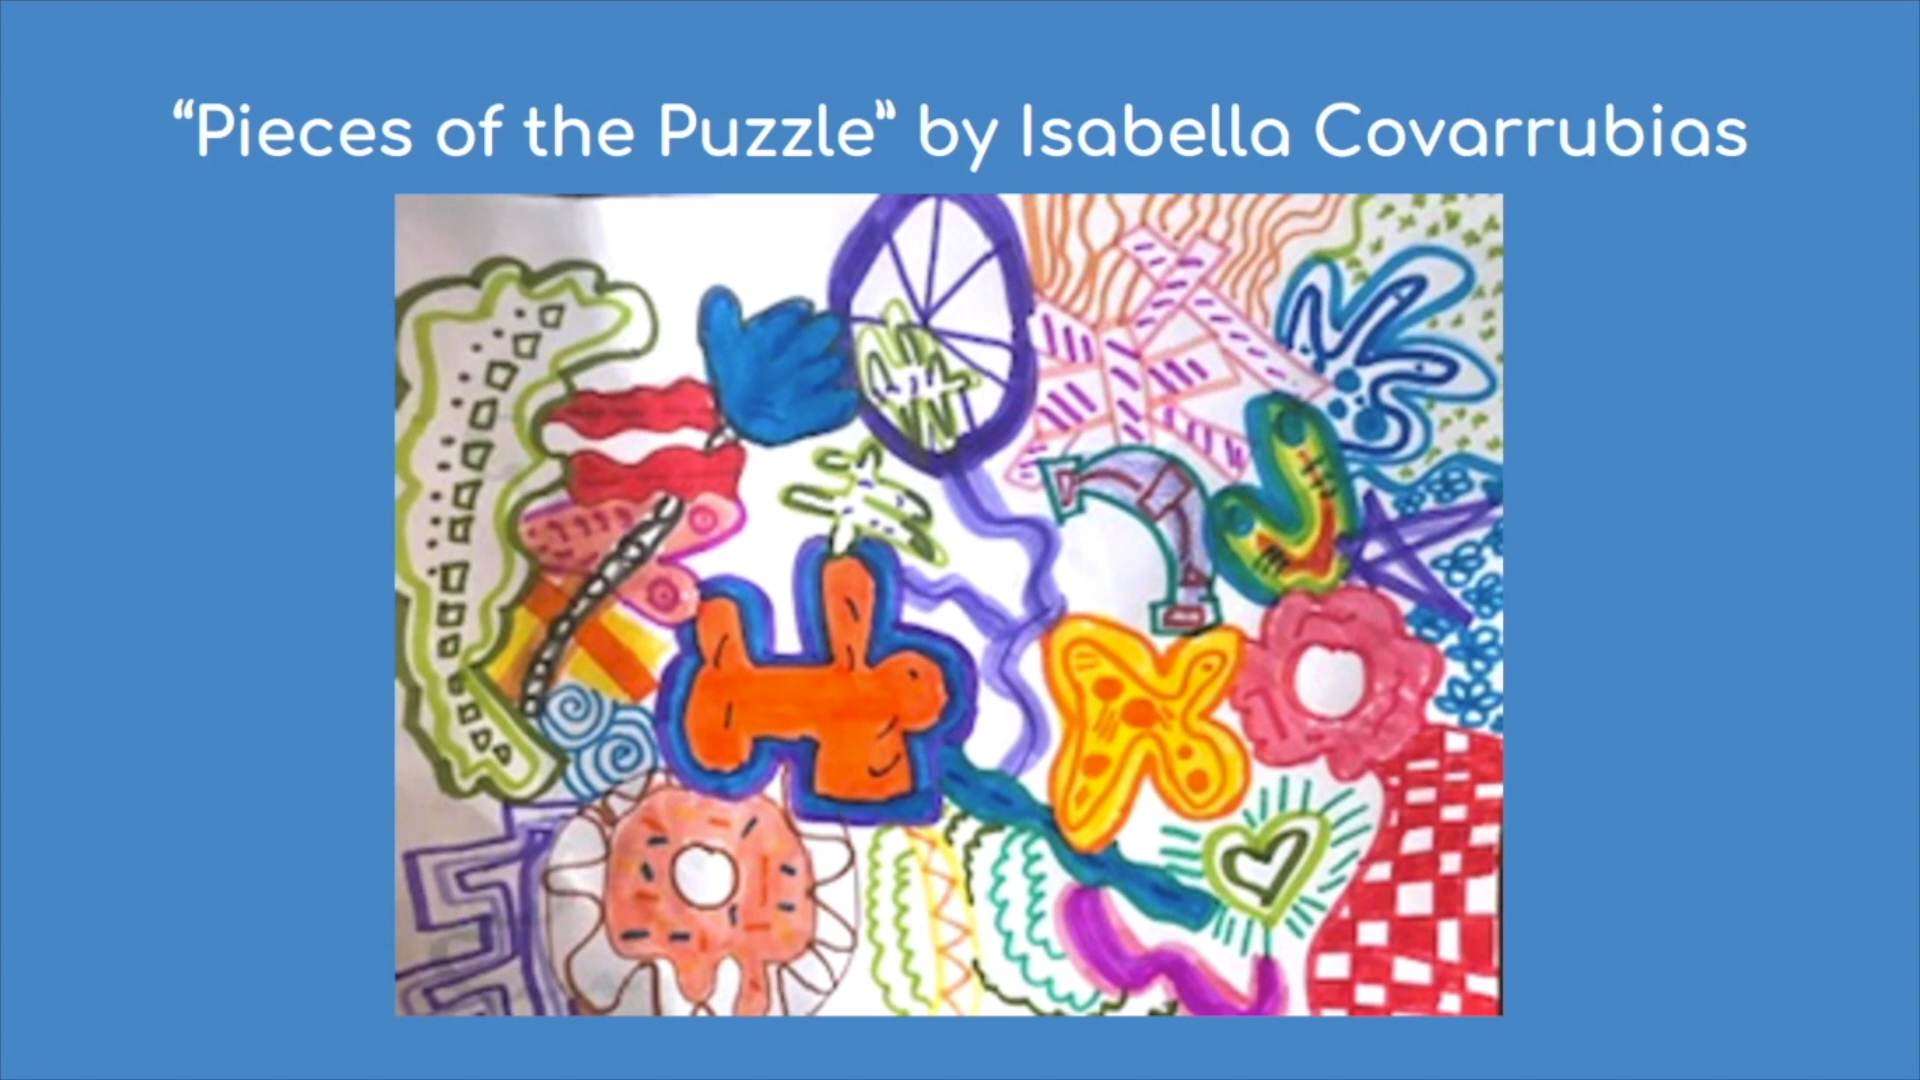 “Pieces of the Puzzle” by Isabella Covarrubias